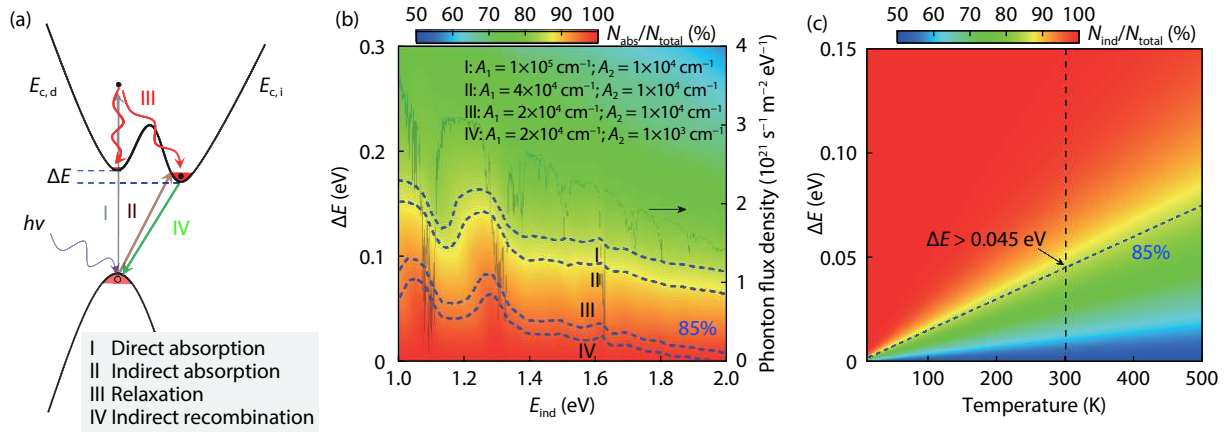 (a)
E_c, d
E_c, i
III
ΔE
I
II
IV
hν
I Direct absorption
II Indirect absorption
III Relaxation
IV Indirect recombination
(b)
50 60 70 80 90 100
N_abs/N_total (%)
I: A_1 = 1×10^5 cm^−1; A_2 = 1×10^4 cm^−1
II: A_1 = 4×10^4 cm^−1; A_2 = 1×10^4 cm^−1
III: A_1 = 2×10^4 cm^−1; A_2 = 1×10^4 cm^−1
IV: A_1 = 2×10^4 cm^−1; A_2 = 1×10^3 cm^−1
0.3
0.2
0.1
0
ΔE (eV)
I
II
III
IV
85%
1.0 1.2 1.4 1.6 1.8 2.0
E_ind (eV)
4
3
2
1
0
Phonton flux density (10^21 s^−1 m^−2 eV^−1)
(c)
50 60 70 80 90 100
N_ind/N_total (%)
0.15
0.10
0.05
0
ΔE (eV)
ΔE > 0.045 eV
85%
100 200 300 400 500
Temperature (K)